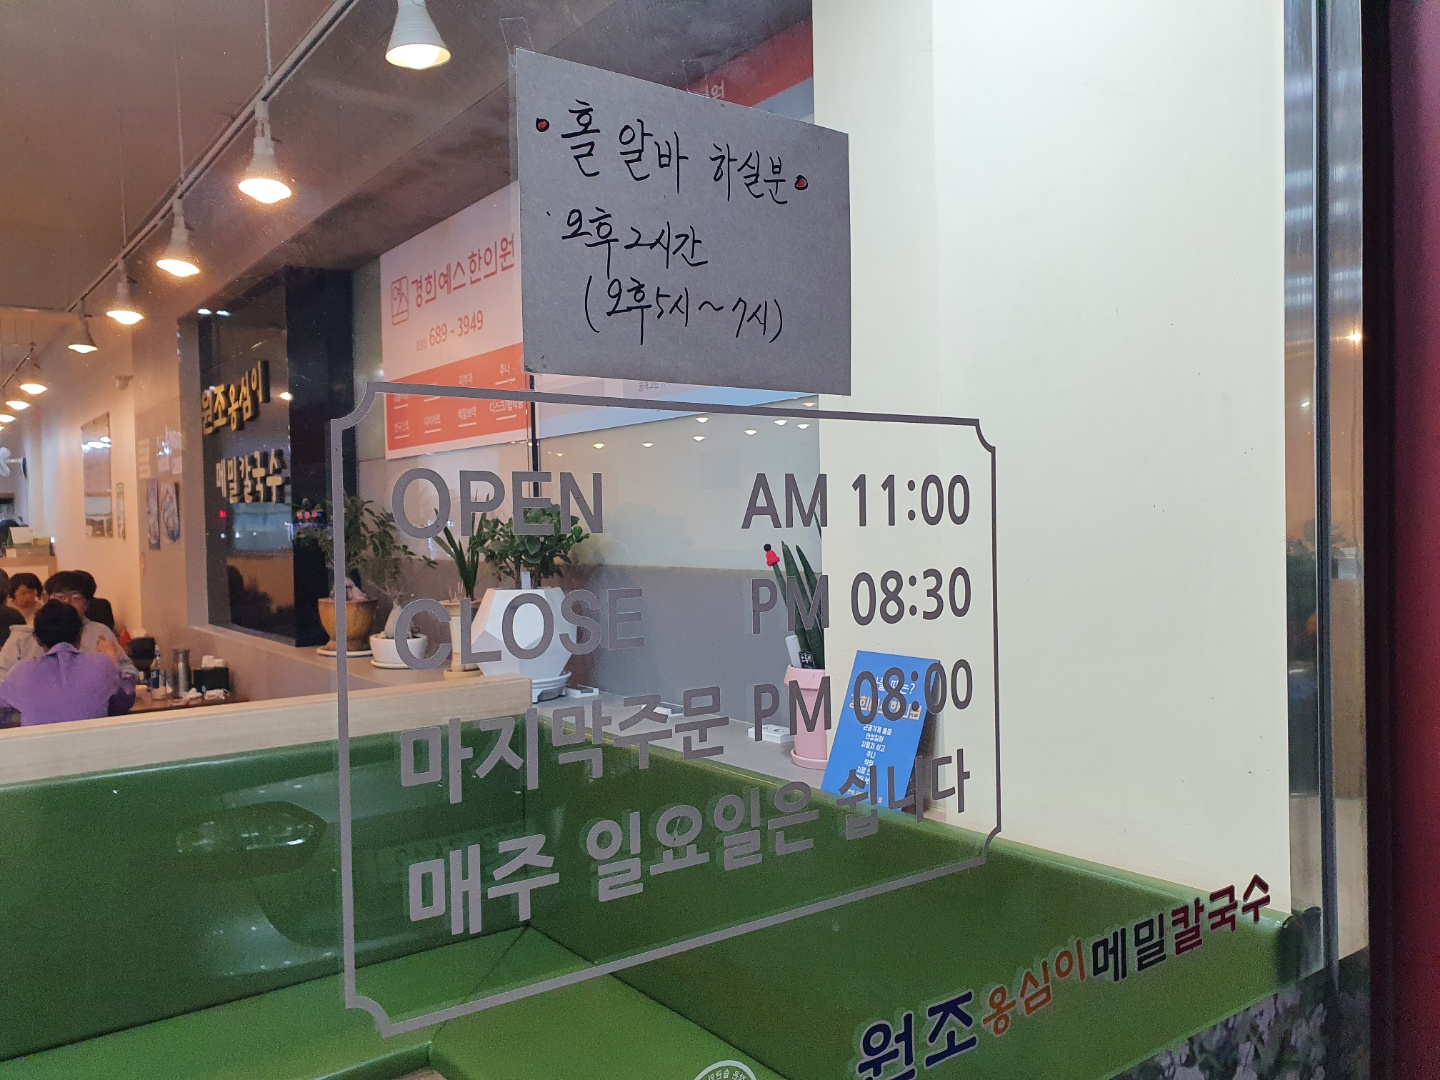 홀 알바 하실분
오후 2시간
(오후5시~7시)
경희예스한의원
689-3949
원조옹심이
메밀칼국수
OPEN AM 11:00
CLOSE PM 08:30
마지막주문 PM 08:00
매주 일요일은 쉽니다
원조옹심이메밀칼국수